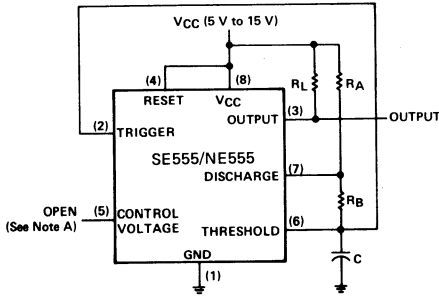 VCC (5 V to 15 V)
(4)
(8)
RESET
VCC
RL
RA
(3)
OUTPUT
OUTPUT
(2)
TRIGGER
SE555/NE555
(7)
DISCHARGE
RB
OPEN
(See Note A)
(5)
CONTROL
VOLTAGE
(6)
THRESHOLD
GND
(1)
C